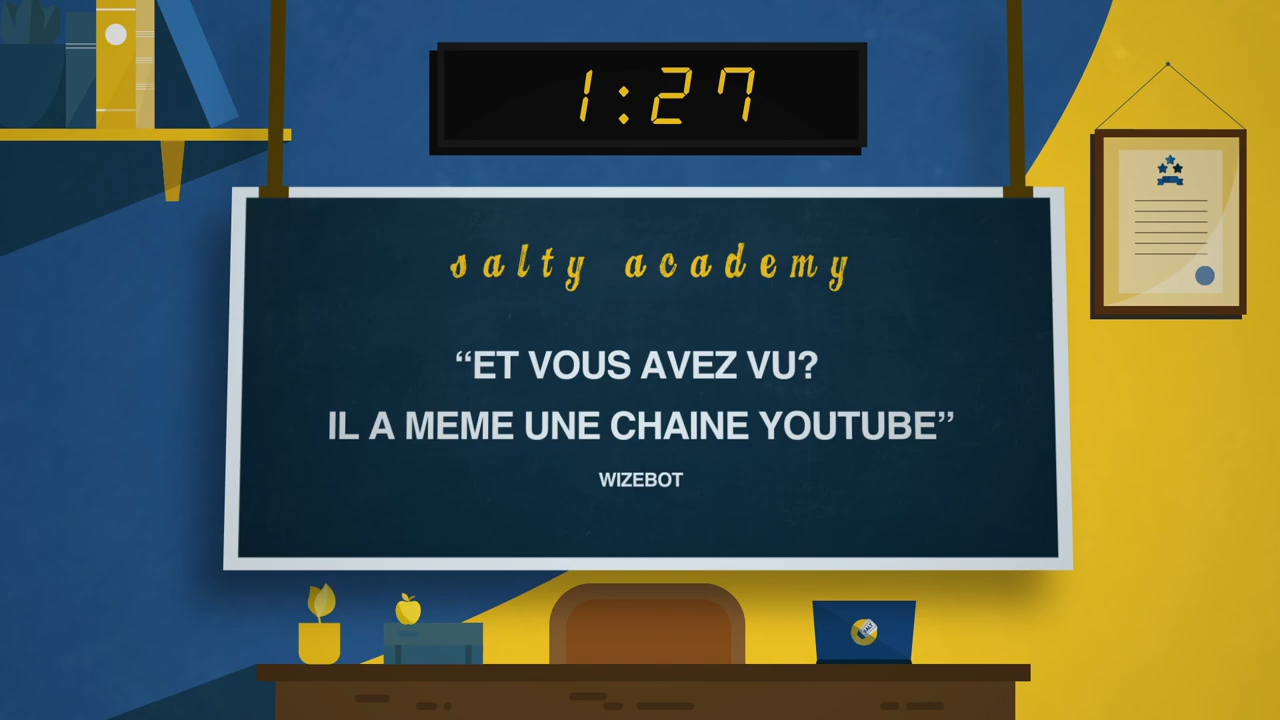 1:27
salty academy
“ET VOUS AVEZ VU?
IL A MEME UNE CHAINE YOUTUBE”
WIZEBOT